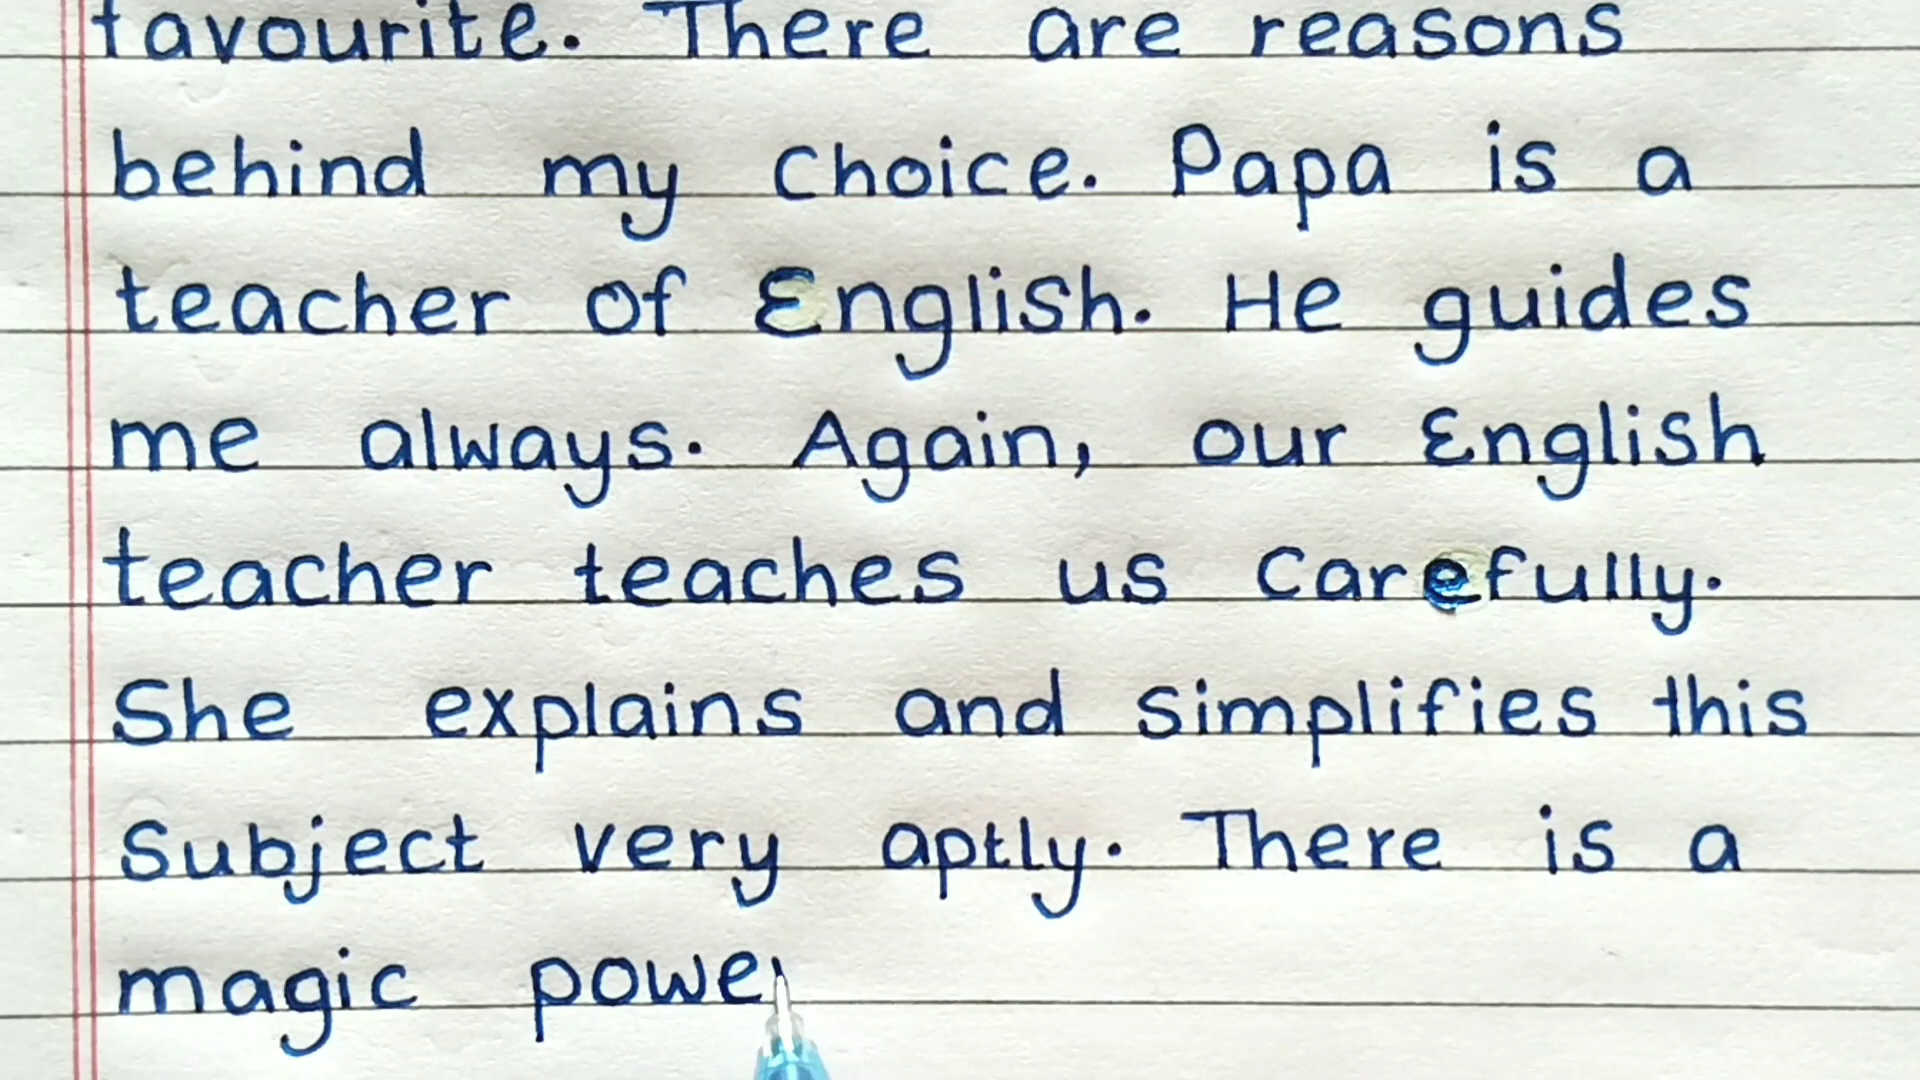 favourite. There are reasons
behind my choice. Papa is a
teacher of English. He guides
me always. Again, our English
teacher teaches us carefully.
She explains and simplifies this
subject very aptly. There is a
magic powe